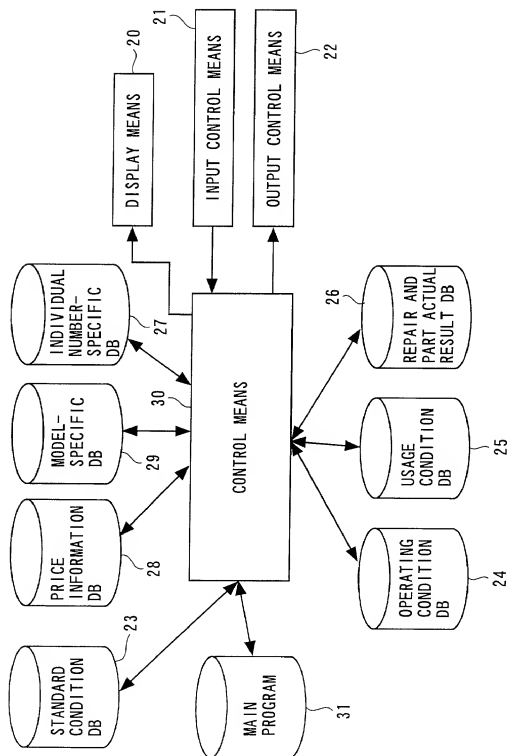 20
DISPLAY MEANS
21
INPUT CONTROL MEANS
22
OUTPUT CONTROL MEANS
INDIVIDUAL
NUMBER-
SPECIFIC
DB
27
MODEL-
SPECIFIC
DB
29
PRICE
INFORMATION
DB
28
STANDARD
CONDITION
DB
23
30
CONTROL MEANS
MAIN
PROGRAM
31
26
REPAIR AND
PART ACTUAL
RESULT DB
USAGE
CONDITION
DB
25
OPERATING
CONDITION
DB
24